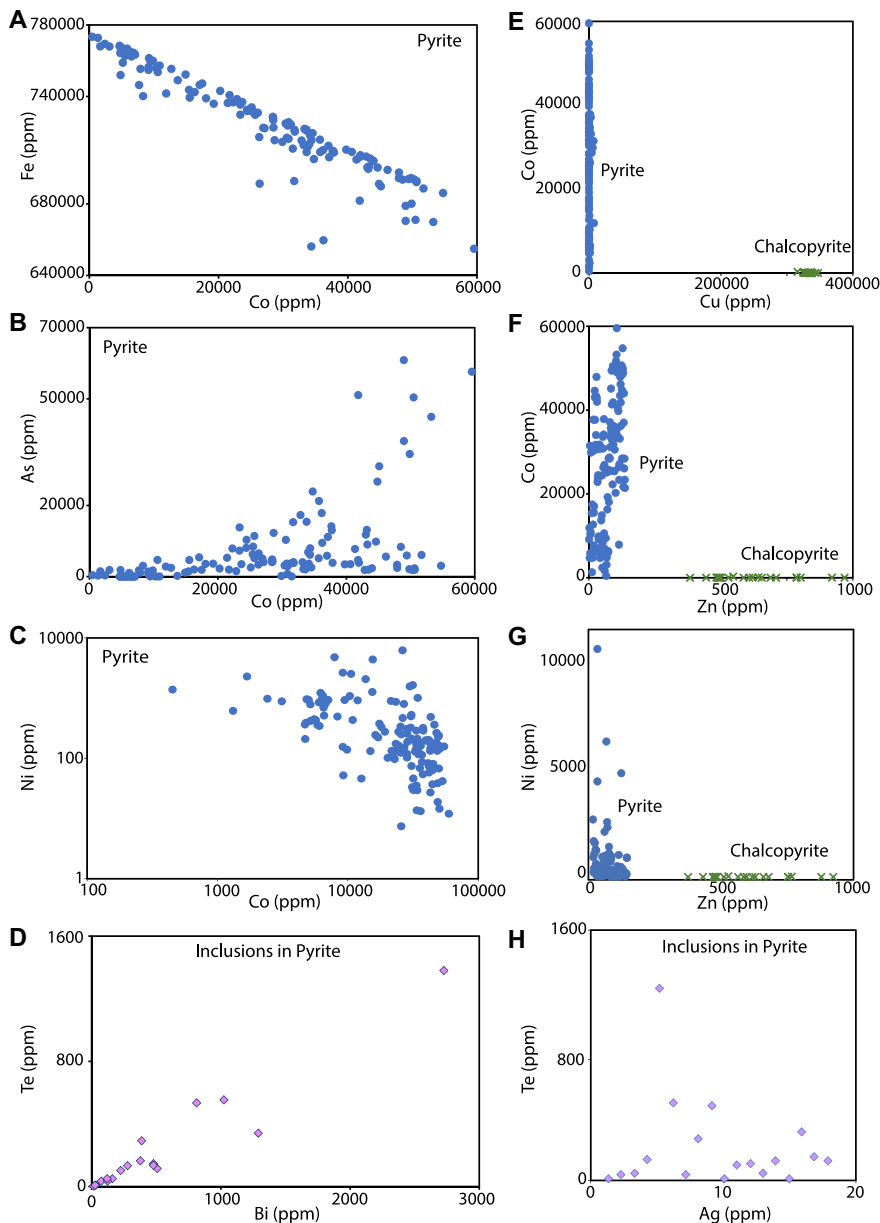 A
780000
740000
680000
640000
Fe (ppm)
Pyrite
0
20000
40000
60000
Co (ppm)
B
70000
50000
20000
0
As (ppm)
Pyrite
0
20000
40000
60000
Co (ppm)
C
10000
100
1
Ni (ppm)
Pyrite
100
1000
10000
100000
Co (ppm)
D
1600
800
0
Te (ppm)
Inclusions in Pyrite
0
1000
2000
3000
Bi (ppm)
E
60000
40000
20000
0
Co (ppm)
Pyrite
Chalcopyrite
0
200000
400000
Cu (ppm)
F
60000
40000
20000
0
Co (ppm)
Pyrite
Chalcopyrite
0
500
1000
Zn (ppm)
G
10000
5000
0
Ni (ppm)
Pyrite
Chalcopyrite
0
500
1000
Zn (ppm)
H
1600
800
0
Te (ppm)
Inclusions in Pyrite
0
10
20
Ag (ppm)